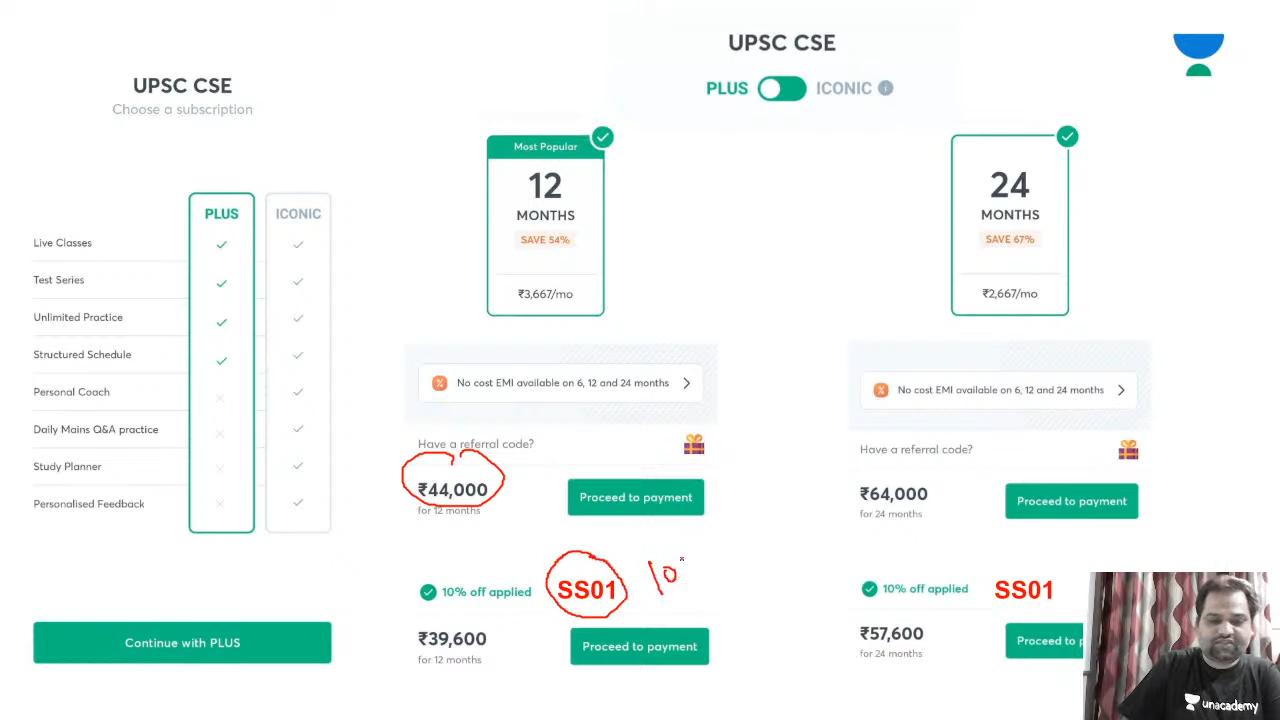 UPSC CSE
Choose a subscription
PLUS
ICONIC
Live Classes
Test Series
Unlimited Practice
Structured Schedule
Personal Coach
Daily Mains Q&A practice
Study Planner
Personalised Feedback
Continue with PLUS
UPSC CSE
PLUS ICONIC
Most Popular
12
MONTHS
SAVE 54%
₹3,667/mo
No cost EMI available on 6, 12 and 24 months
Have a referral code?
₹44,000
for 12 months
Proceed to payment
10% off applied
SS01
10
₹39,600
for 12 months
Proceed to payment
24
MONTHS
SAVE 67%
₹2,667/mo
No cost EMI available on 6, 12 and 24 months
Have a referral code?
₹64,000
for 24 months
Proceed to payment
10% off applied
SS01
₹57,600
for 24 months
Proceed to p
unacademy